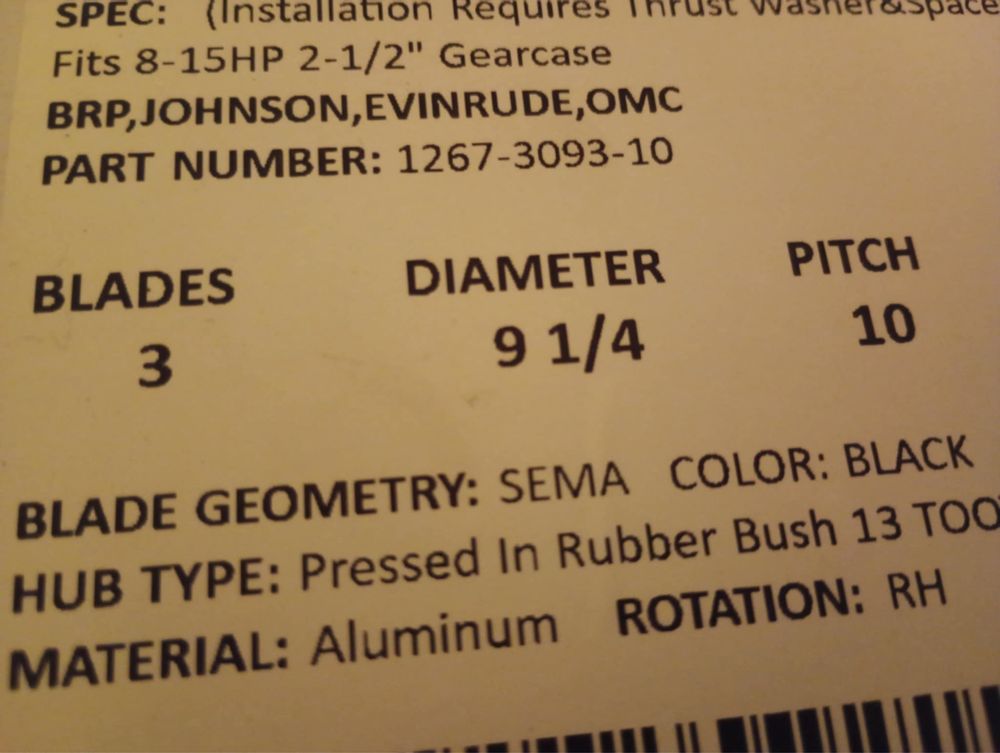 SPEC: (Installation Requires Thrust Washer&Space
Fits 8-15HP 2-1/2" Gearcase
BRP,JOHNSON,EVINRUDE,OMC
PART NUMBER: 1267-3093-10
BLADES DIAMETER PITCH
3 9 1/4 10
BLADE GEOMETRY: SEMA COLOR: BLACK
HUB TYPE: Pressed In Rubber Bush 13 TOO
MATERIAL: Aluminum ROTATION: RH